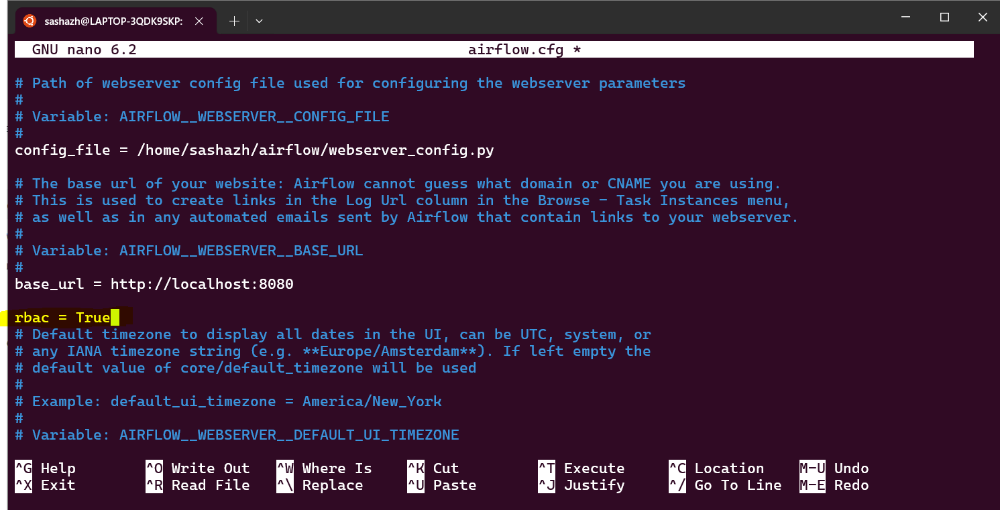 sashazh@LAPTOP-3QDK9SKP:
GNU nano 6.2 airflow.cfg *
# Path of webserver config file used for configuring the webserver parameters
#
# Variable: AIRFLOW__WEBSERVER__CONFIG_FILE
#
config_file = /home/sashazh/airflow/webserver_config.py
# The base url of your website: Airflow cannot guess what domain or CNAME you are using.
# This is used to create links in the Log Url column in the Browse - Task Instances menu,
# as well as in any automated emails sent by Airflow that contain links to your webserver.
#
# Variable: AIRFLOW__WEBSERVER__BASE_URL
#
base_url = http://localhost:8080
rbac = True
# Default timezone to display all dates in the UI, can be UTC, system, or
# any IANA timezone string (e.g. **Europe/Amsterdam**). If left empty the
# default value of core/default_timezone will be used
#
# Example: default_ui_timezone = America/New_York
#
# Variable: AIRFLOW__WEBSERVER__DEFAULT_UI_TIMEZONE
^G Help ^O Write Out ^W Where Is ^K Cut ^T Execute ^C Location M-U Undo
^X Exit ^R Read File ^\ Replace ^U Paste ^J Justify ^/ Go To Line M-E Redo